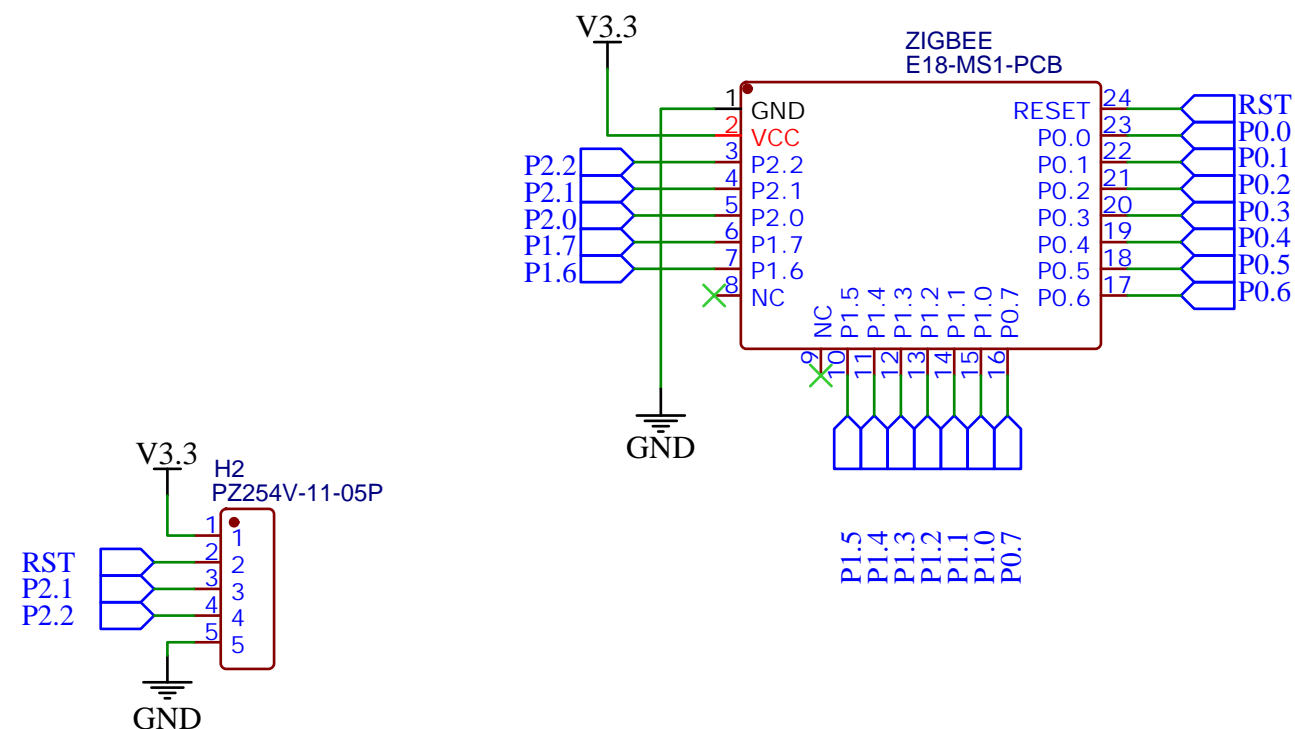 V3.3
ZIGBEE
E18-MS1-PCB
1 GND
2 VCC
P2.2 3 P2.2
P2.1 4 P2.1
P2.0 5 P2.0
P1.7 6 P1.7
P1.6 7 P1.6
8 NC
RESET 24 RST
P0.0 23 P0.0
P0.1 22 P0.1
P0.2 21 P0.2
P0.3 20 P0.3
P0.4 19 P0.4
P0.5 18 P0.5
P0.6 17 P0.6
NC 9
P1.5 10 P1.5
P1.4 11 P1.4
P1.3 12 P1.3
P1.2 13 P1.2
P1.1 14 P1.1
P1.0 15 P1.0
P0.7 16 P0.7
GND
V3.3
H2
PZ254V-11-05P
1 1
RST 2 2
P2.1 3 3
P2.2 4 4
5 5
GND